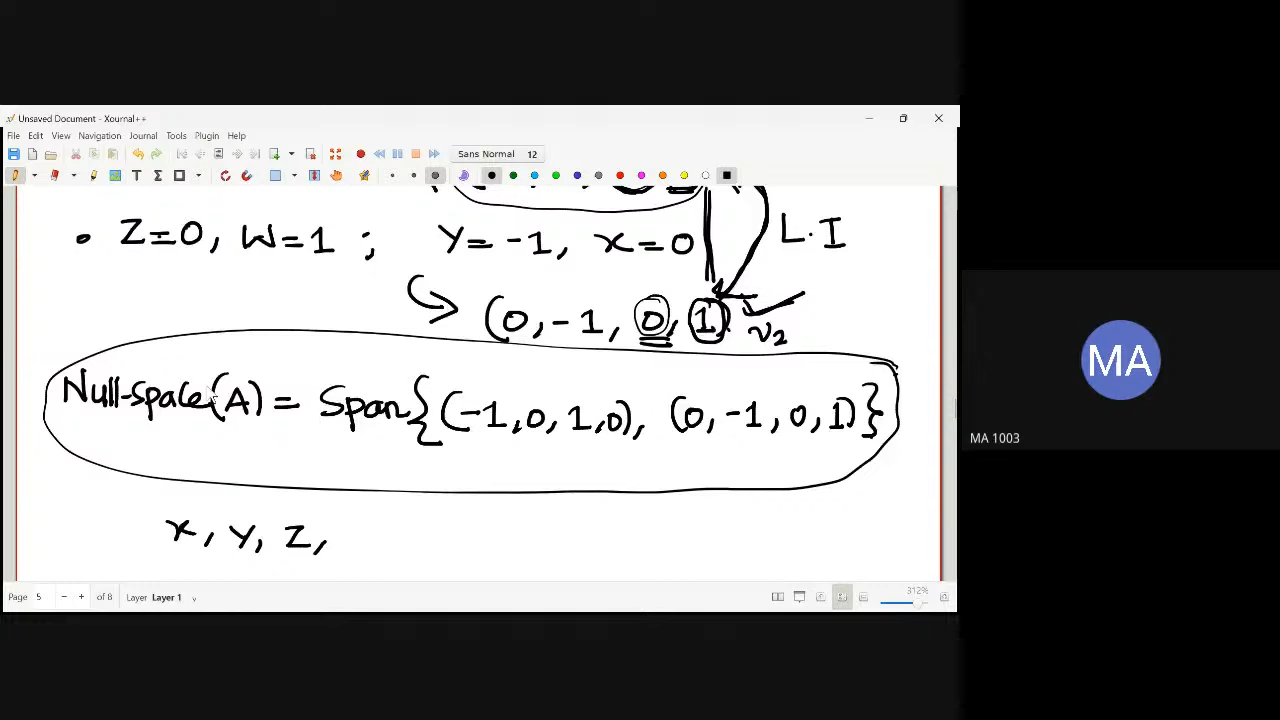 Unsaved Document - Xournal++
File Edit View Navigation Journal Tools Plugin Help
Sans Normal 12
• Z=0, W=1 ; Y= -1, x=0 L.I
(0, -1, 0, 1) v2
Null-space(A) = Span{(-1, 0, 1, 0), (0, -1, 0, 1)}
x, y, z,
MA
MA 1003
Page 5 of 8 Layer Layer 1 312%